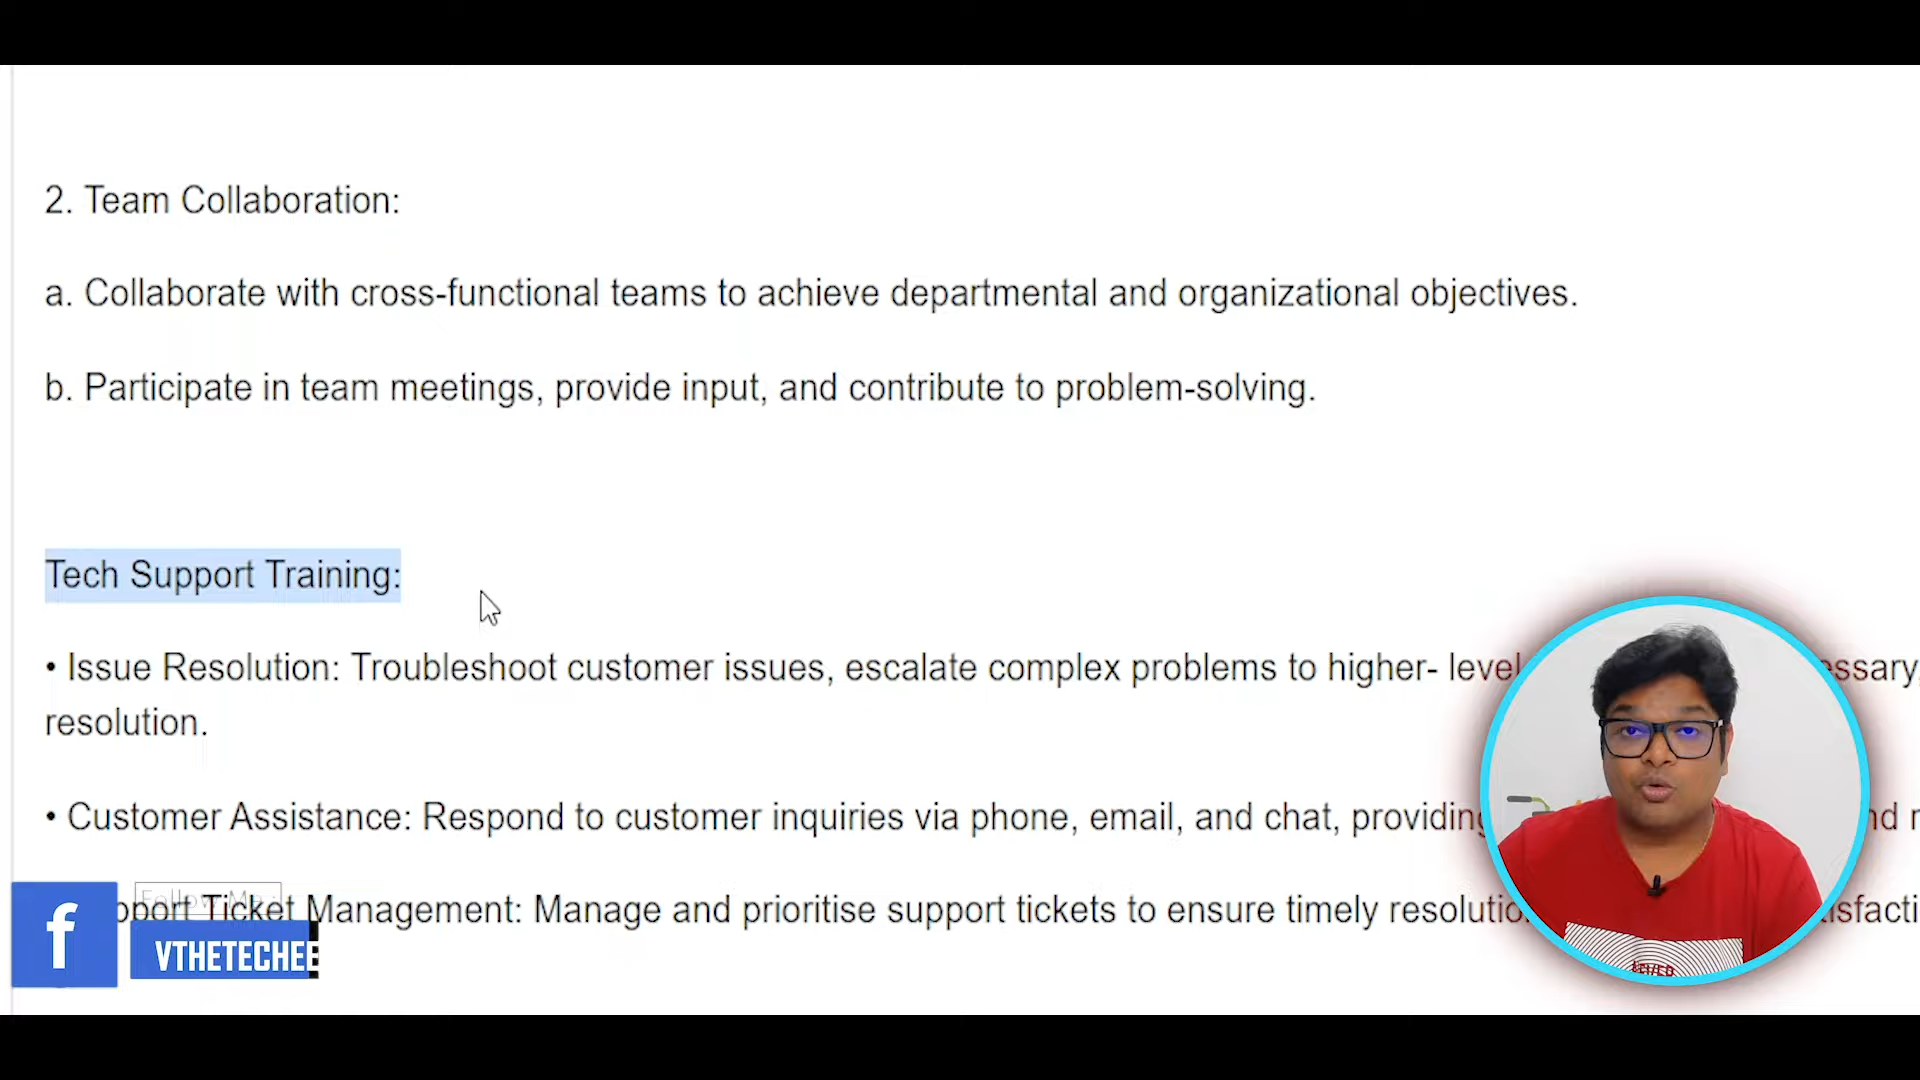 2. Team Collaboration:
a. Collaborate with cross-functional teams to achieve departmental and organizational objectives.
b. Participate in team meetings, provide input, and contribute to problem-solving.
Tech Support Training:
• Issue Resolution: Troubleshoot customer issues, escalate complex problems to higher- level
resolution.
• Customer Assistance: Respond to customer inquiries via phone, email, and chat, providing
Follow Me :
Ticket Management: Manage and prioritise support tickets to ensure timely
f VTHETECHEE